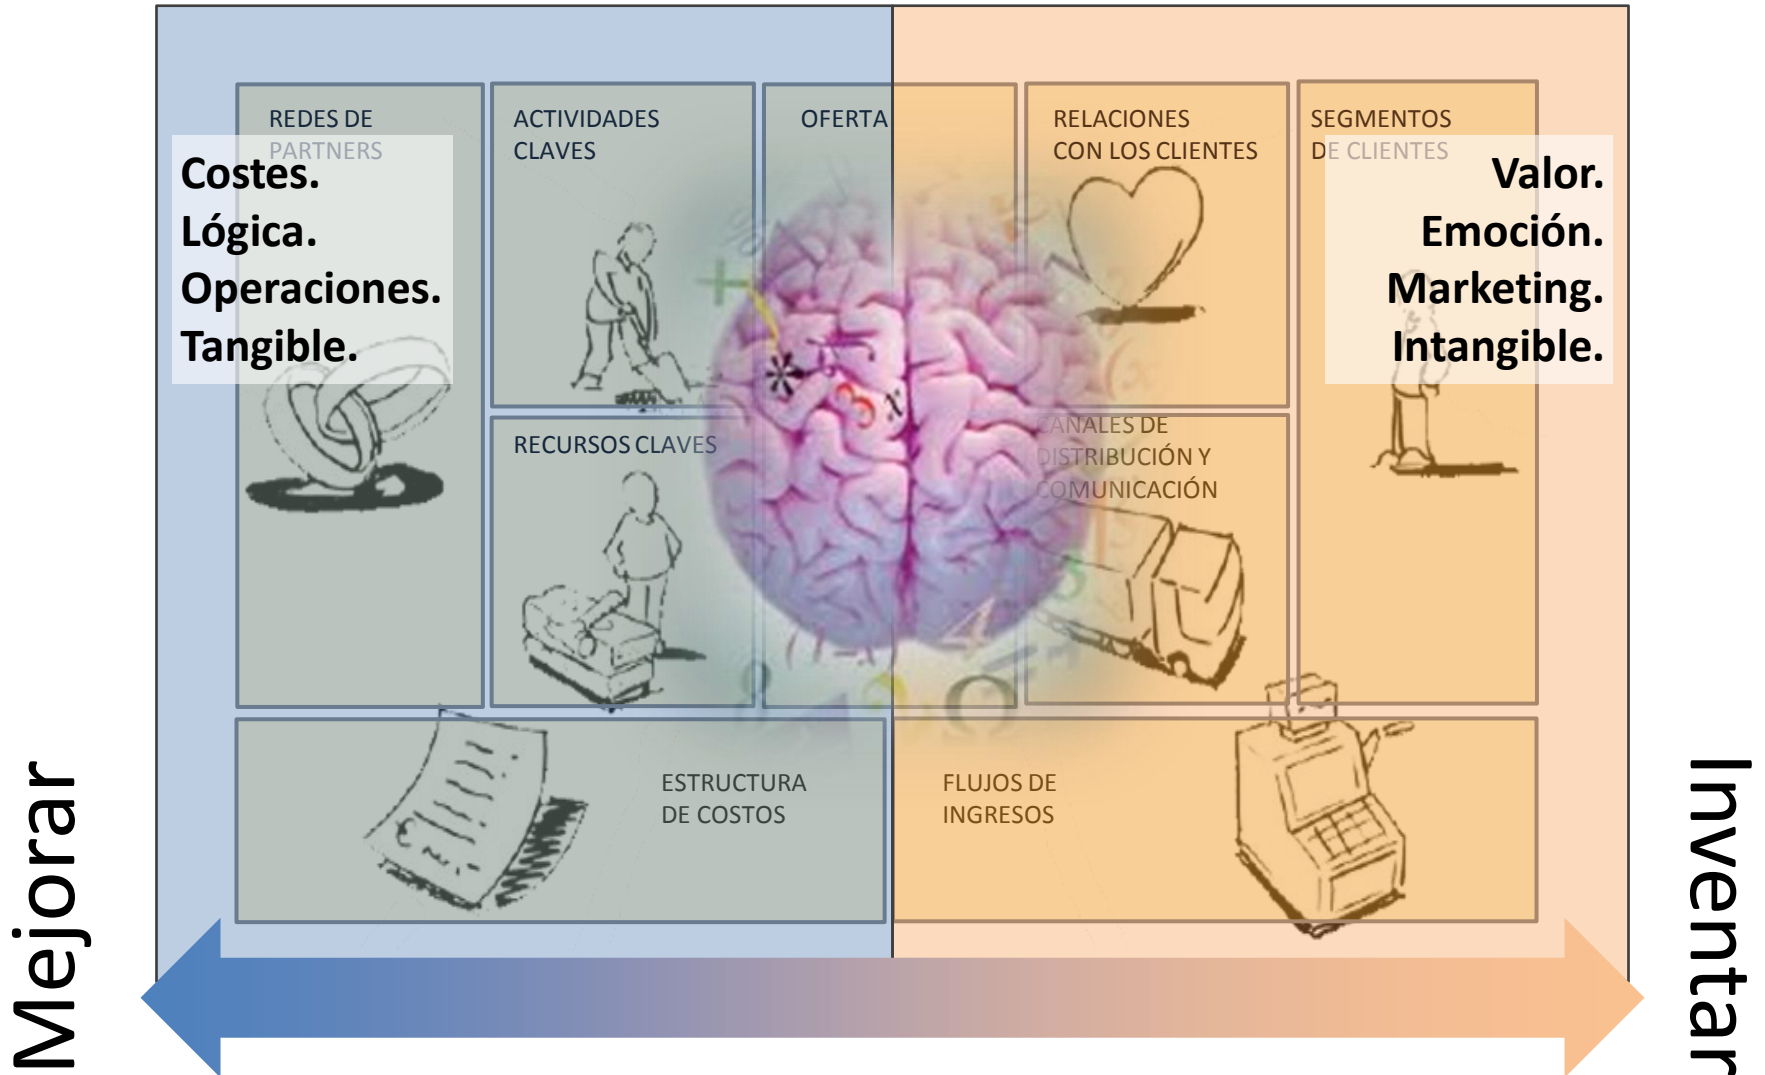 REDES DE
PARTNERS
ACTIVIDADES
CLAVES
OFERTA
RELACIONES
CON LOS CLIENTES
SEGMENTOS
DE CLIENTES
Costes.
Lógica.
Operaciones.
Tangible.
Valor.
Emoción.
Marketing.
Intangible.
RECURSOS CLAVES
CANALES DE
DISTRIBUCIÓN Y
COMUNICACIÓN
ESTRUCTURA
DE COSTOS
FLUJOS DE
INGRESOS
Mejorar
Inventar